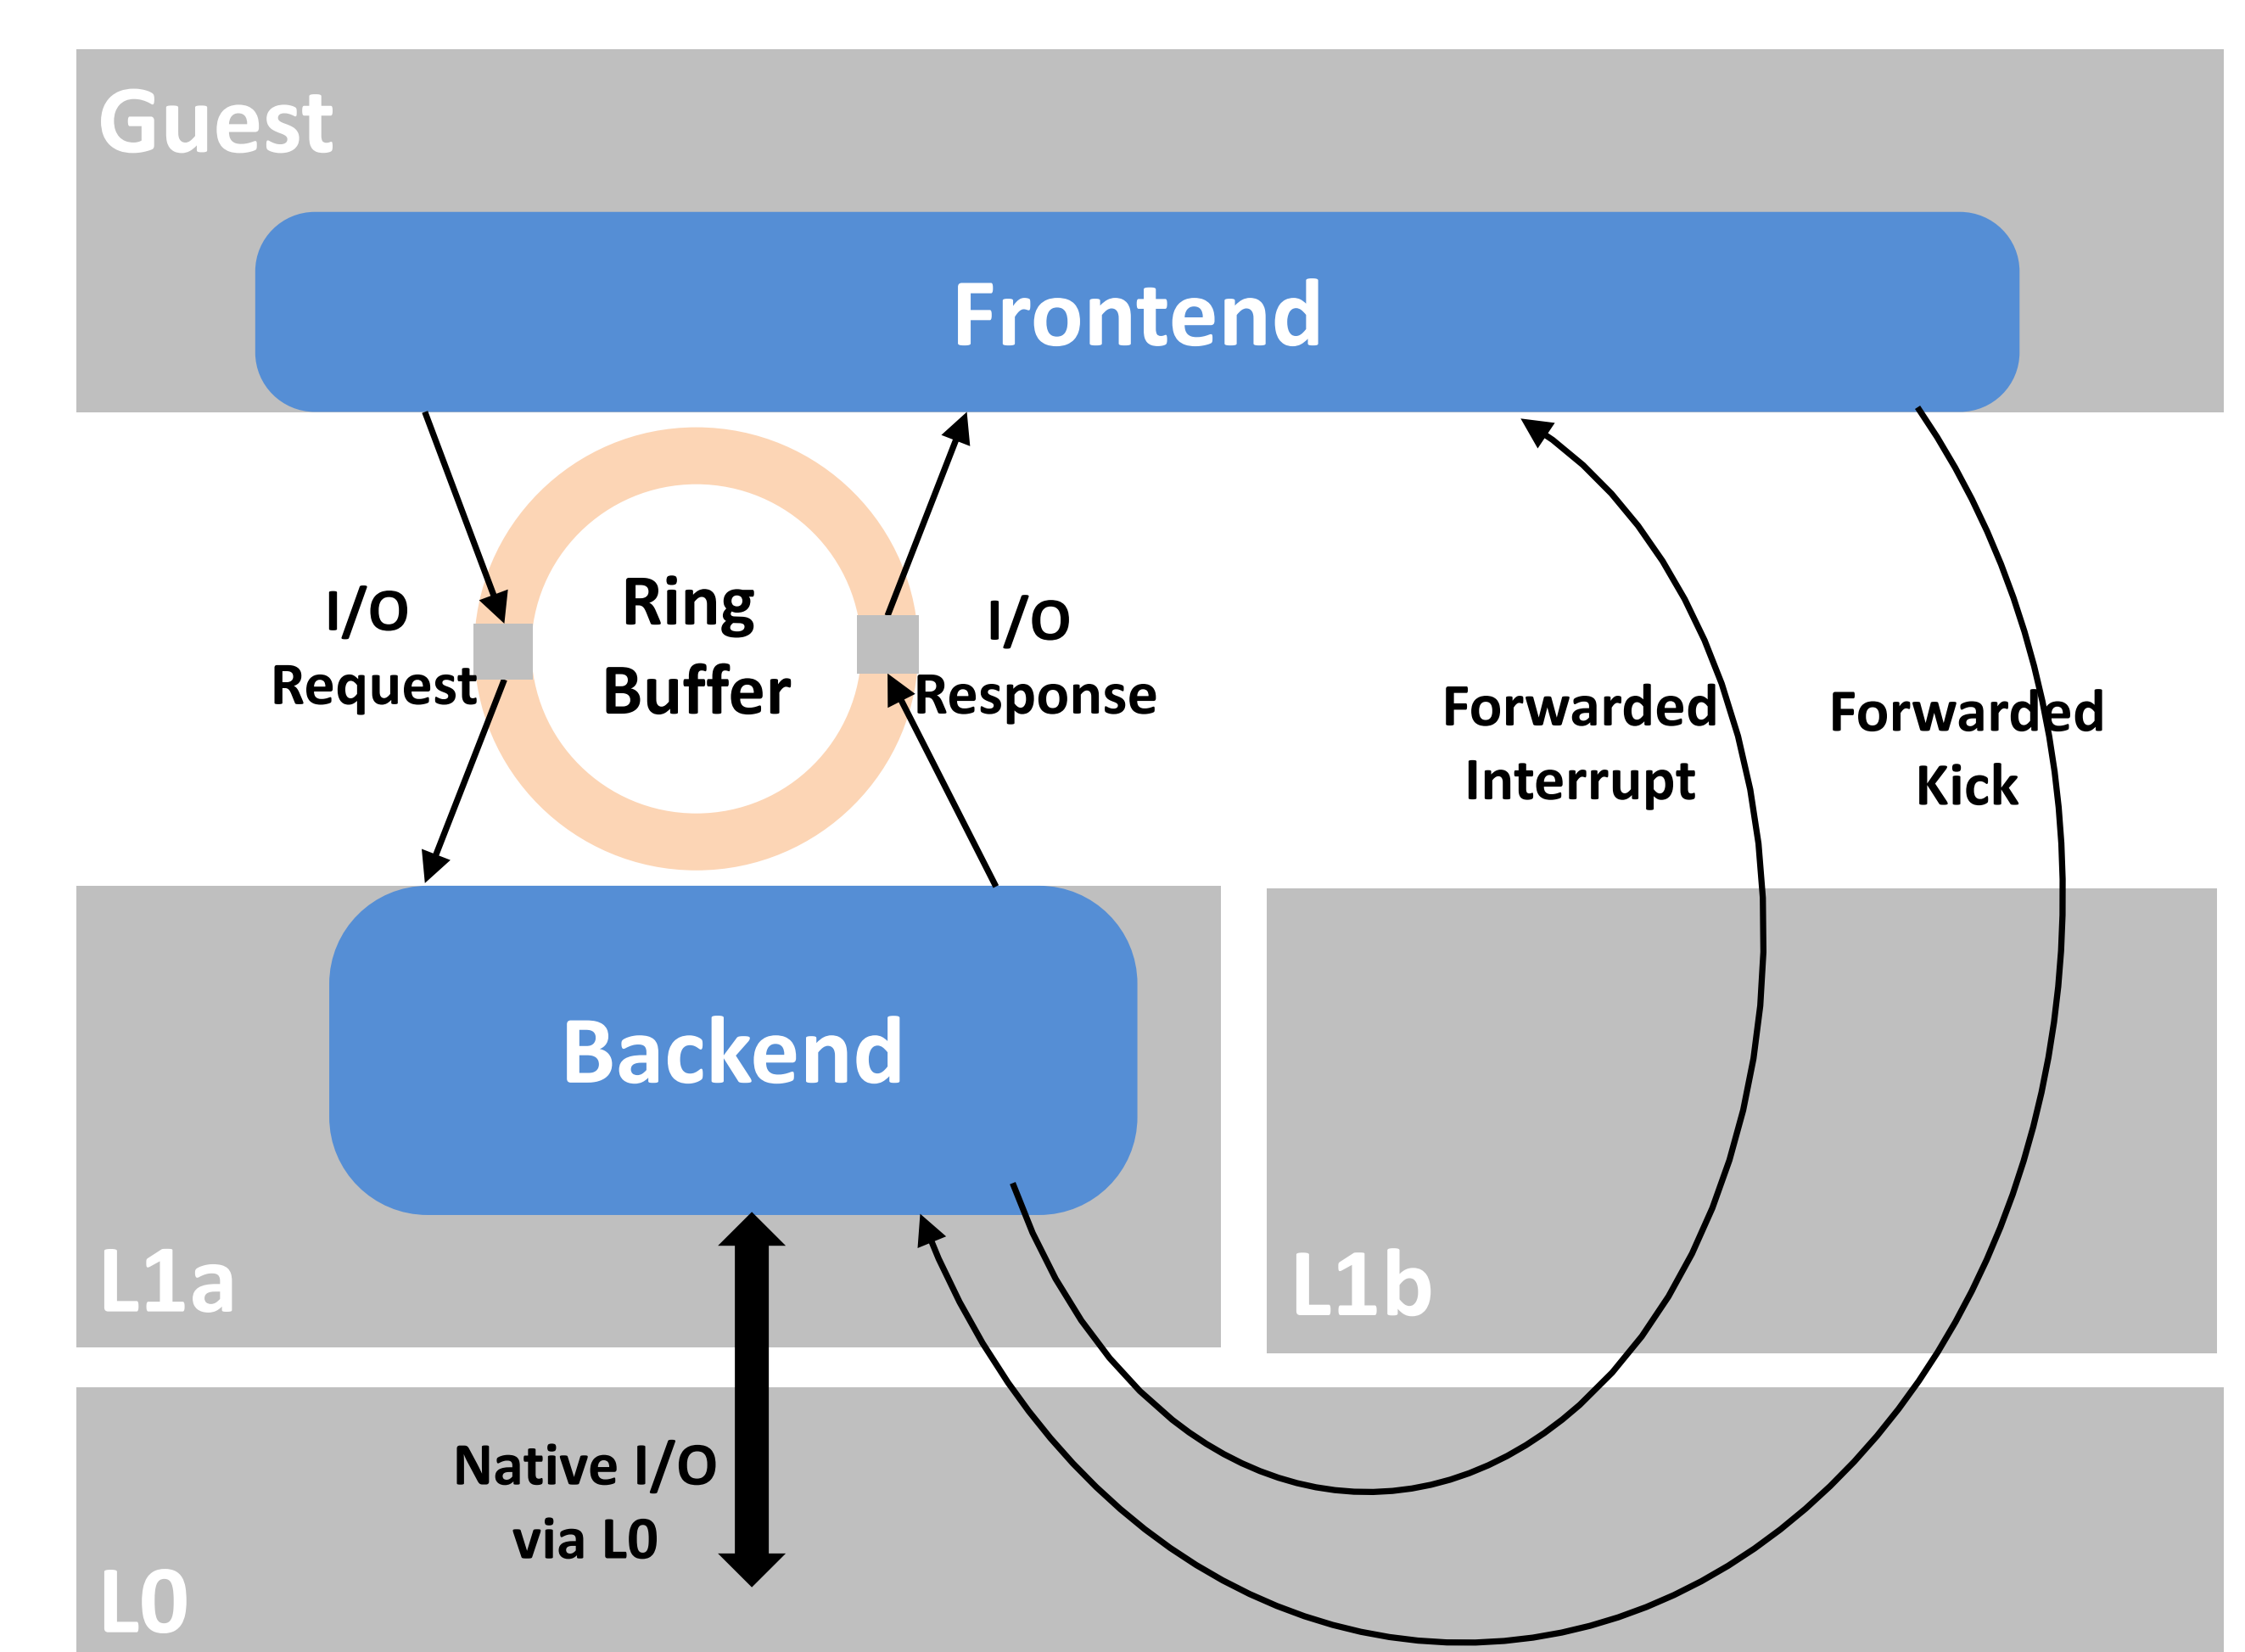 Guest
Frontend
I/O
Request
Ring
Buffer
I/O
Response
Forwarded
Interrupt
Forwarded
Kick
Backend
L1a
L1b
Native I/O
via L0
L0